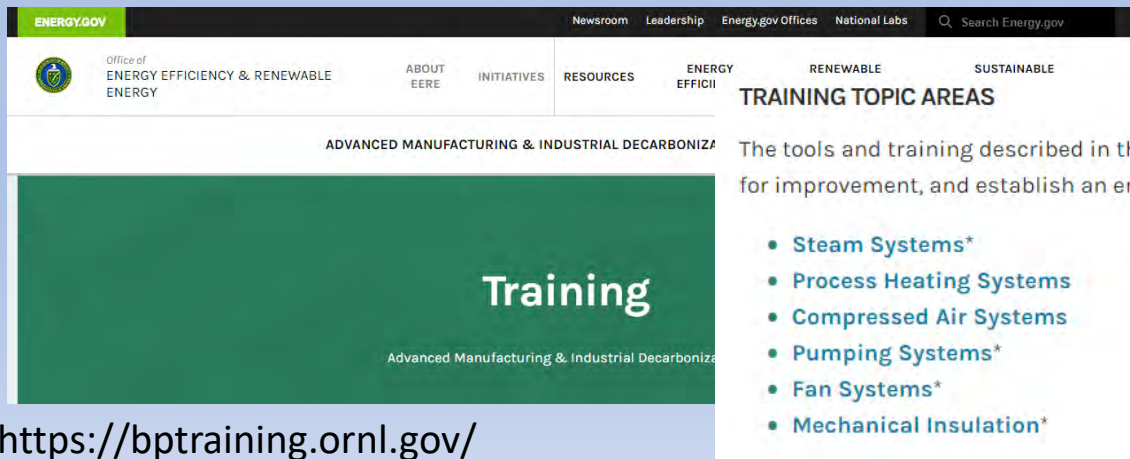 ENERGY.GOV Newsroom Leadership Energy.gov Offices National Labs Search Energy.gov
Office of
ENERGY EFFICIENCY & RENEWABLE
ENERGY
ABOUT
EERE
INITIATIVES
RESOURCES
ENERGY
EFFICI
RENEWABLE
SUSTAINABLE
ADVANCED MANUFACTURING & INDUSTRIAL DECARBONIZA
Training
Advanced Manufacturing & Industrial Decarboniza
https://bptraining.ornl.gov/
TRAINING TOPIC AREAS
The tools and training described in th
for improvement, and establish an en
• Steam Systems*
• Process Heating Systems
• Compressed Air Systems
• Pumping Systems*
• Fan Systems*
• Mechanical Insulation*